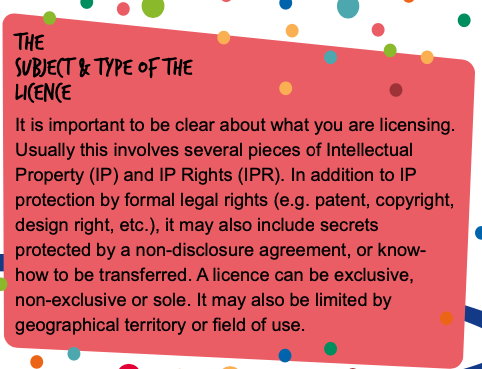 THE
SUBJECT & TYPE OF THE
LICENCE
It is important to be clear about what you are licensing.
Usually this involves several pieces of Intellectual
Property (IP) and IP Rights (IPR). In addition to IP
protection by formal legal rights (e.g. patent, copyright,
design right, etc.), it may also include secrets
protected by a non-disclosure agreement, or know-
how to be transferred. A licence can be exclusive,
non-exclusive or sole. It may also be limited by
geographical territory or field of use.